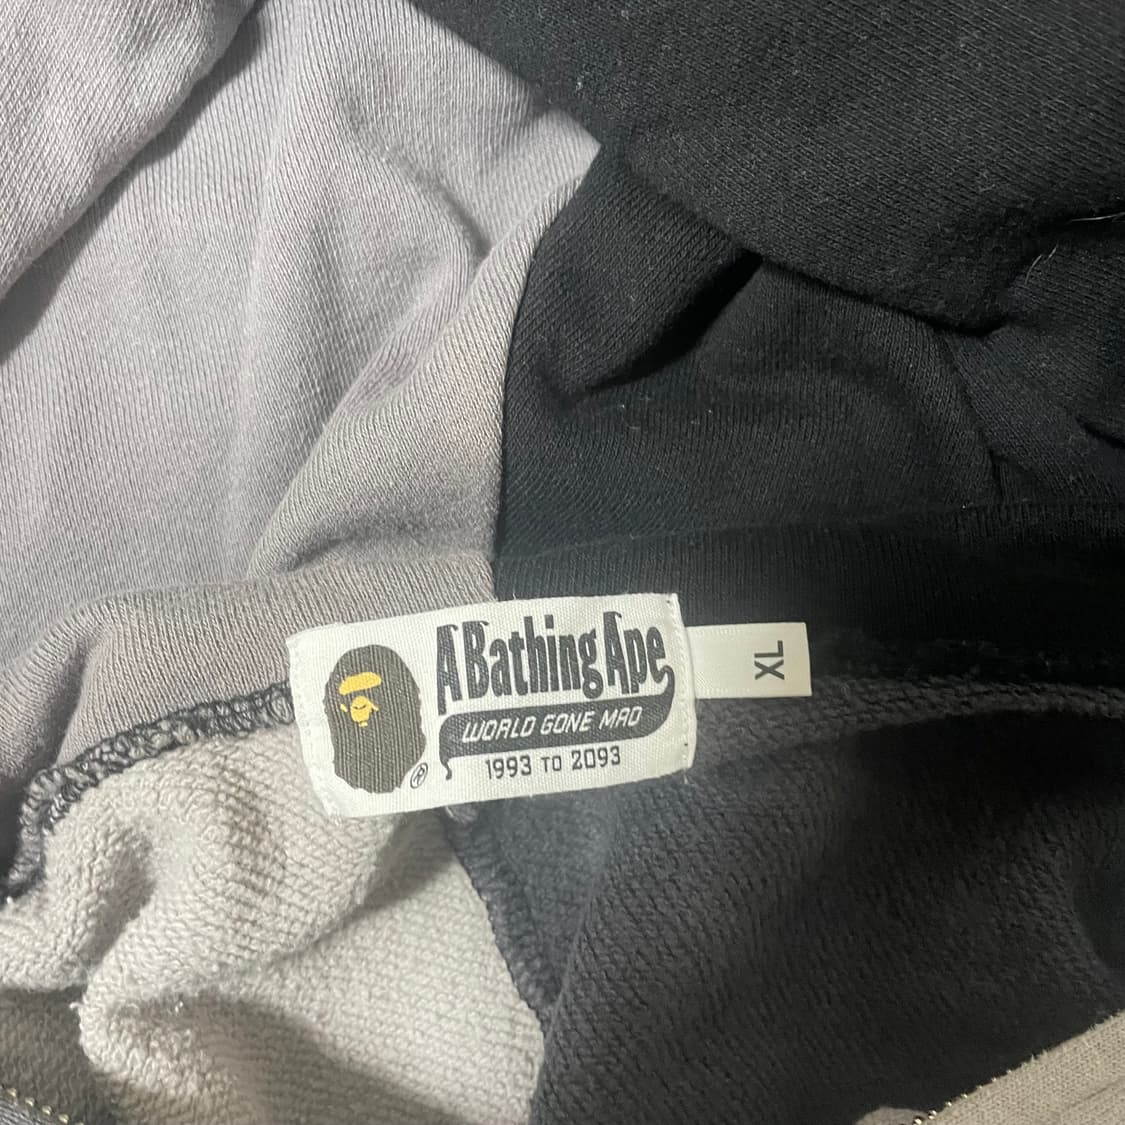 A Bathing Ape
WORLD GONE MAD
1993 TO 2093
®
XL